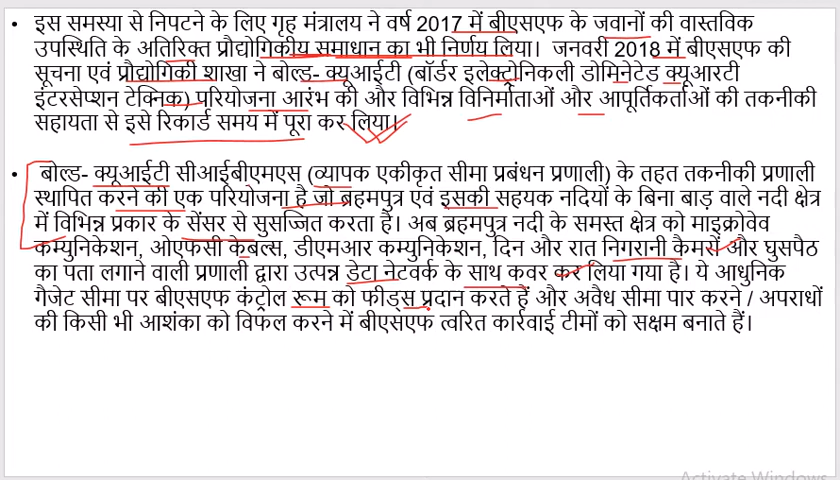 • इस समस्या से निपटने के लिए गृह मंत्रालय ने वर्ष 2017 में बीएसएफ के जवानों की वास्तविक
उपस्थिति के अतिरिक्त प्रौद्योगिकीय समाधान का भी निर्णय लिया। जनवरी 2018 में बीएसएफ की
सूचना एवं प्रौद्योगिकी शाखा ने बोल्ड- क्यूआईटी (बॉर्डर इलेक्ट्रोनिकली डोमिनेटेड क्यूआरटी
इंटरसेप्शन टेक्निक) परियोजना आरंभ की और विभिन्न विनिर्माताओं और आपूर्तिकर्ताओं की तकनीकी
सहायता से इसे रिकार्ड समय में पूरा कर लिया।
• बोल्ड- क्यूआईटी सीआईबीएमएस (व्यापक एकीकृत सीमा प्रबंधन प्रणाली) के तहत तकनीकी प्रणाली
स्थापित करने की एक परियोजना है जो ब्रहमपुत्र एवं इसकी सहयक नदियों के बिना बाड़ वाले नदी क्षेत्र
में विभिन्न प्रकार के सेंसर से सुसज्जित करता है। अब ब्रहमपुत्र नदी के समस्त क्षेत्र को माइक्रोवेव
कम्युनिकेशन, ओएफसी केबल्स, डीएमआर कम्युनिकेशन, दिन और रात निगरानी कैमरों और घुसपैठ
का पता लगाने वाली प्रणाली द्वारा उत्पन्न डेटा नेटवर्क के साथ कवर कर लिया गया है। ये आधुनिक
गैजेट सीमा पर बीएसएफ कंट्रोल रूम को फीड्स प्रदान करते हैं और अवैध सीमा पार करने / अपराधों
की किसी भी आशंका को विफल करने में बीएसएफ त्वरित कार्रवाई टीमों को सक्षम बनाते हैं।
Activate Windows